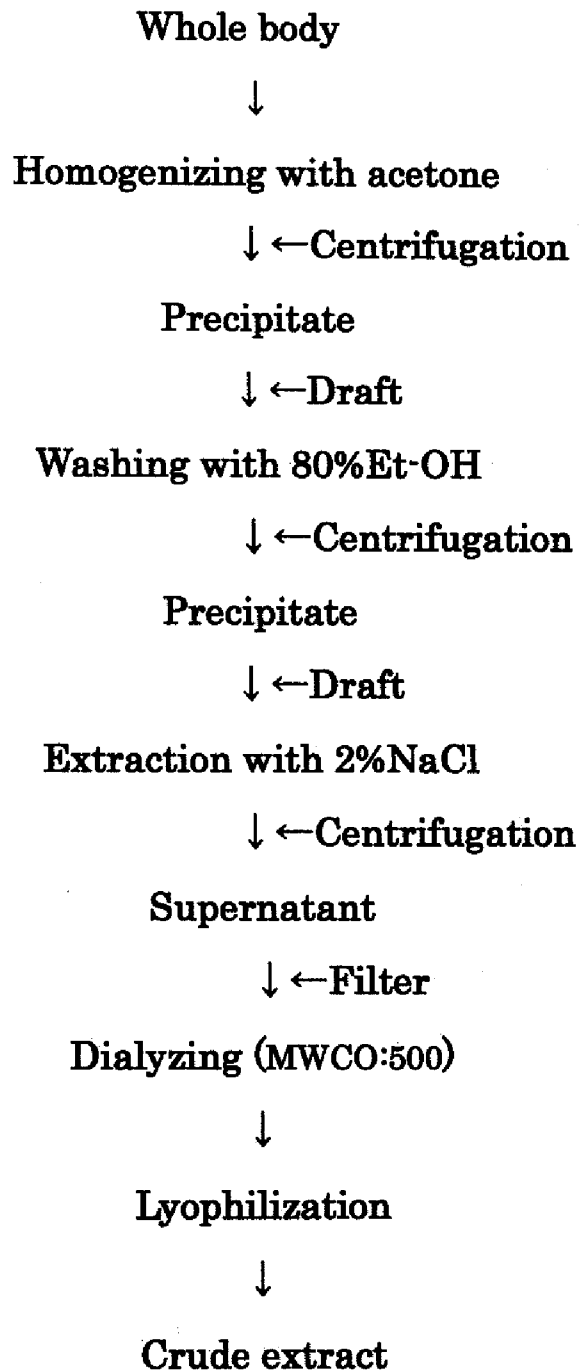 Whole body
↓
Homogenizing with acetone
↓ ←Centrifugation
Precipitate
↓ ←Draft
Washing with 80%Et-OH
↓ ←Centrifugation
Precipitate
↓ ←Draft
Extraction with 2%NaCl
↓ ←Centrifugation
Supernatant
↓ ←Filter
Dialyzing (MWCO:500)
↓
Lyophilization
↓
Crude extract